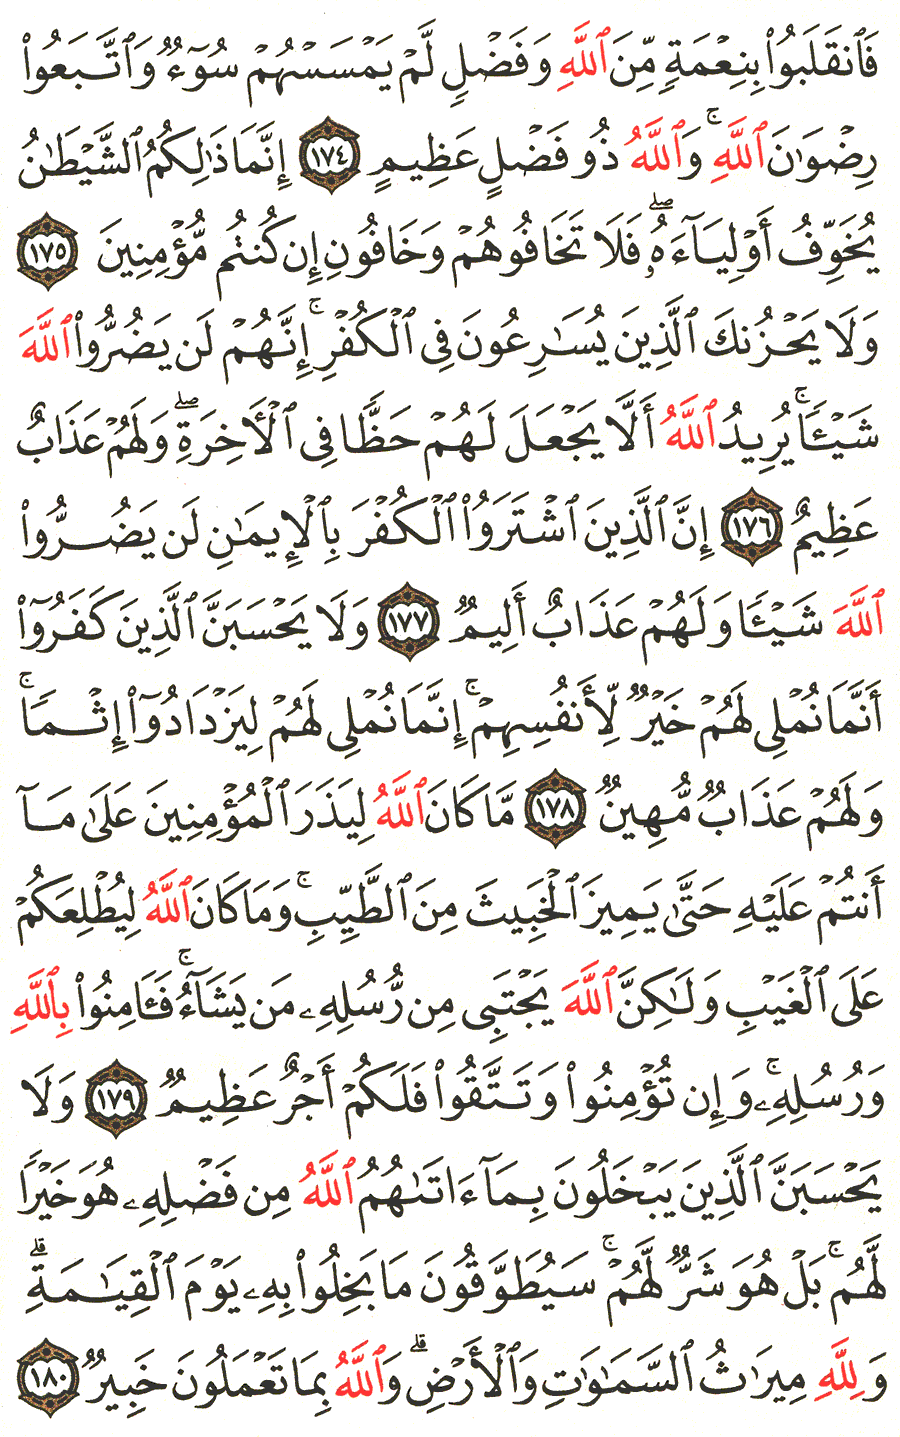 فَٱنقَلَبُوا۟ بِنِعْمَةٍ مِّنَ ٱللَّهِ وَفَضْلٍ لَّمْ يَمْسَسْهُمْ سُوٓءٌ وَٱتَّبَعُوا۟
رِضْوَٰنَ ٱللَّهِ ۗ وَٱللَّهُ ذُو فَضْلٍ عَظِيمٍ ١٧٤ إِنَّمَا ذَٰلِكُمُ ٱلشَّيْطَٰنُ
يُخَوِّفُ أَوْلِيَآءَهُۥ ۖ فَلَا تَخَافُوهُمْ وَخَافُونِ إِن كُنتُم مُّؤْمِنِينَ ١٧٥
وَلَا يَحْزُنكَ ٱلَّذِينَ يُسَٰرِعُونَ فِى ٱلْكُفْرِ ۚ إِنَّهُمْ لَن يَضُرُّوا۟ ٱللَّهَ
شَيْـًٔا ۚ يُرِيدُ ٱللَّهُ أَلَّا يَجْعَلَ لَهُمْ حَظًّا فِى ٱلْـَٔاخِرَةِ ۖ وَلَهُمْ عَذَابٌ
عَظِيمٌ ١٧٦ إِنَّ ٱلَّذِينَ ٱشْتَرَوُا۟ ٱلْكُفْرَ بِٱلْإِيمَٰنِ لَن يَضُرُّوا۟
ٱللَّهَ شَيْـًٔا وَلَهُمْ عَذَابٌ أَلِيمٌ ١٧٧ وَلَا يَحْسَبَنَّ ٱلَّذِينَ كَفَرُوٓا۟
أَنَّمَا نُمْلِى لَهُمْ خَيْرٌ لِّأَنفُسِهِمْ ۚ إِنَّمَا نُمْلِى لَهُمْ لِيَزْدَادُوٓا۟ إِثْمًا ۚ
وَلَهُمْ عَذَابٌ مُّهِينٌ ١٧٨ مَّا كَانَ ٱللَّهُ لِيَذَرَ ٱلْمُؤْمِنِينَ عَلَىٰ مَآ
أَنتُمْ عَلَيْهِ حَتَّىٰ يَمِيزَ ٱلْخَبِيثَ مِنَ ٱلطَّيِّبِ ۗ وَمَا كَانَ ٱللَّهُ لِيُطْلِعَكُمْ
عَلَى ٱلْغَيْبِ وَلَٰكِنَّ ٱللَّهَ يَجْتَبِى مِن رُّسُلِهِۦ مَن يَشَآءُ ۖ فَـَٔامِنُوا۟ بِٱللَّهِ
وَرُسُلِهِۦ ۚ وَإِن تُؤْمِنُوا۟ وَتَتَّقُوا۟ فَلَكُمْ أَجْرٌ عَظِيمٌ ١٧٩ وَلَا
يَحْسَبَنَّ ٱلَّذِينَ يَبْخَلُونَ بِمَآ ءَاتَىٰهُمُ ٱللَّهُ مِن فَضْلِهِۦ هُوَ خَيْرًا
لَّهُم ۖ بَلْ هُوَ شَرٌّ لَّهُمْ ۖ سَيُطَوَّقُونَ مَا بَخِلُوا۟ بِهِۦ يَوْمَ ٱلْقِيَٰمَةِ ۗ
وَلِلَّهِ مِيرَٰثُ ٱلسَّمَٰوَٰتِ وَٱلْأَرْضِ ۗ وَٱللَّهُ بِمَا تَعْمَلُونَ خَبِيرٌ ١٨٠